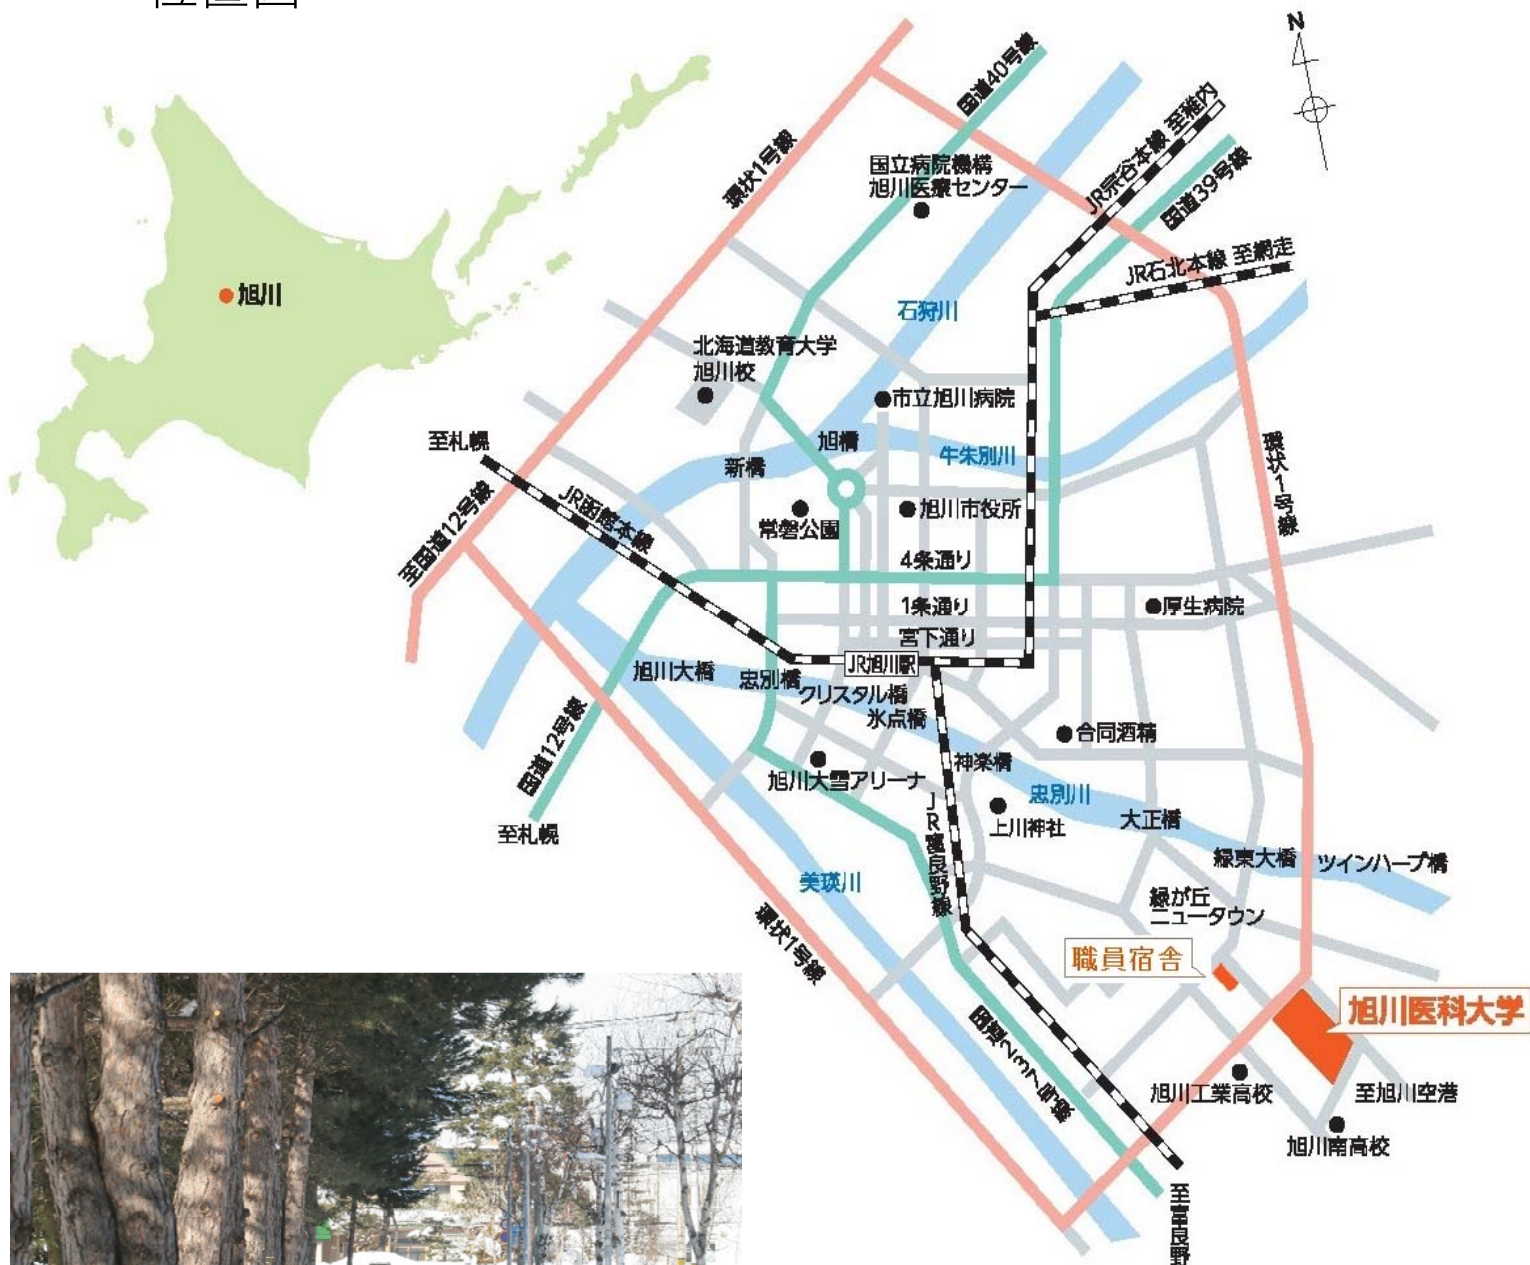 位置図
N
国道40号線
環状1号線
国立病院機構
旭川医療センター
JR宗谷本線 至稚内
国道39号線
JR石北本線 至網走
旭川
石狩川
北海道教育大学
旭川校
市立旭川病院
至札幌
旭橋
新橋
牛朱別川
環状1号線
至国道12号線
JR函館本線
常磐公園
旭川市役所
4条通り
1条通り
厚生病院
宮下通り
JR旭川駅
旭川大橋
忠別橋
クリスタル橋
氷点橋
国道12号線
合同酒精
神楽橋
旭川大雪アリーナ
忠別川
至札幌
上川神社
大正橋
JR富良野線
緑東大橋
ツインハープ橋
美瑛川
緑が丘
ニュータウン
環状1号線
職員宿舎
旭川医科大学
国道237号線
旭川工業高校
至旭川空港
旭川南高校
至富良野